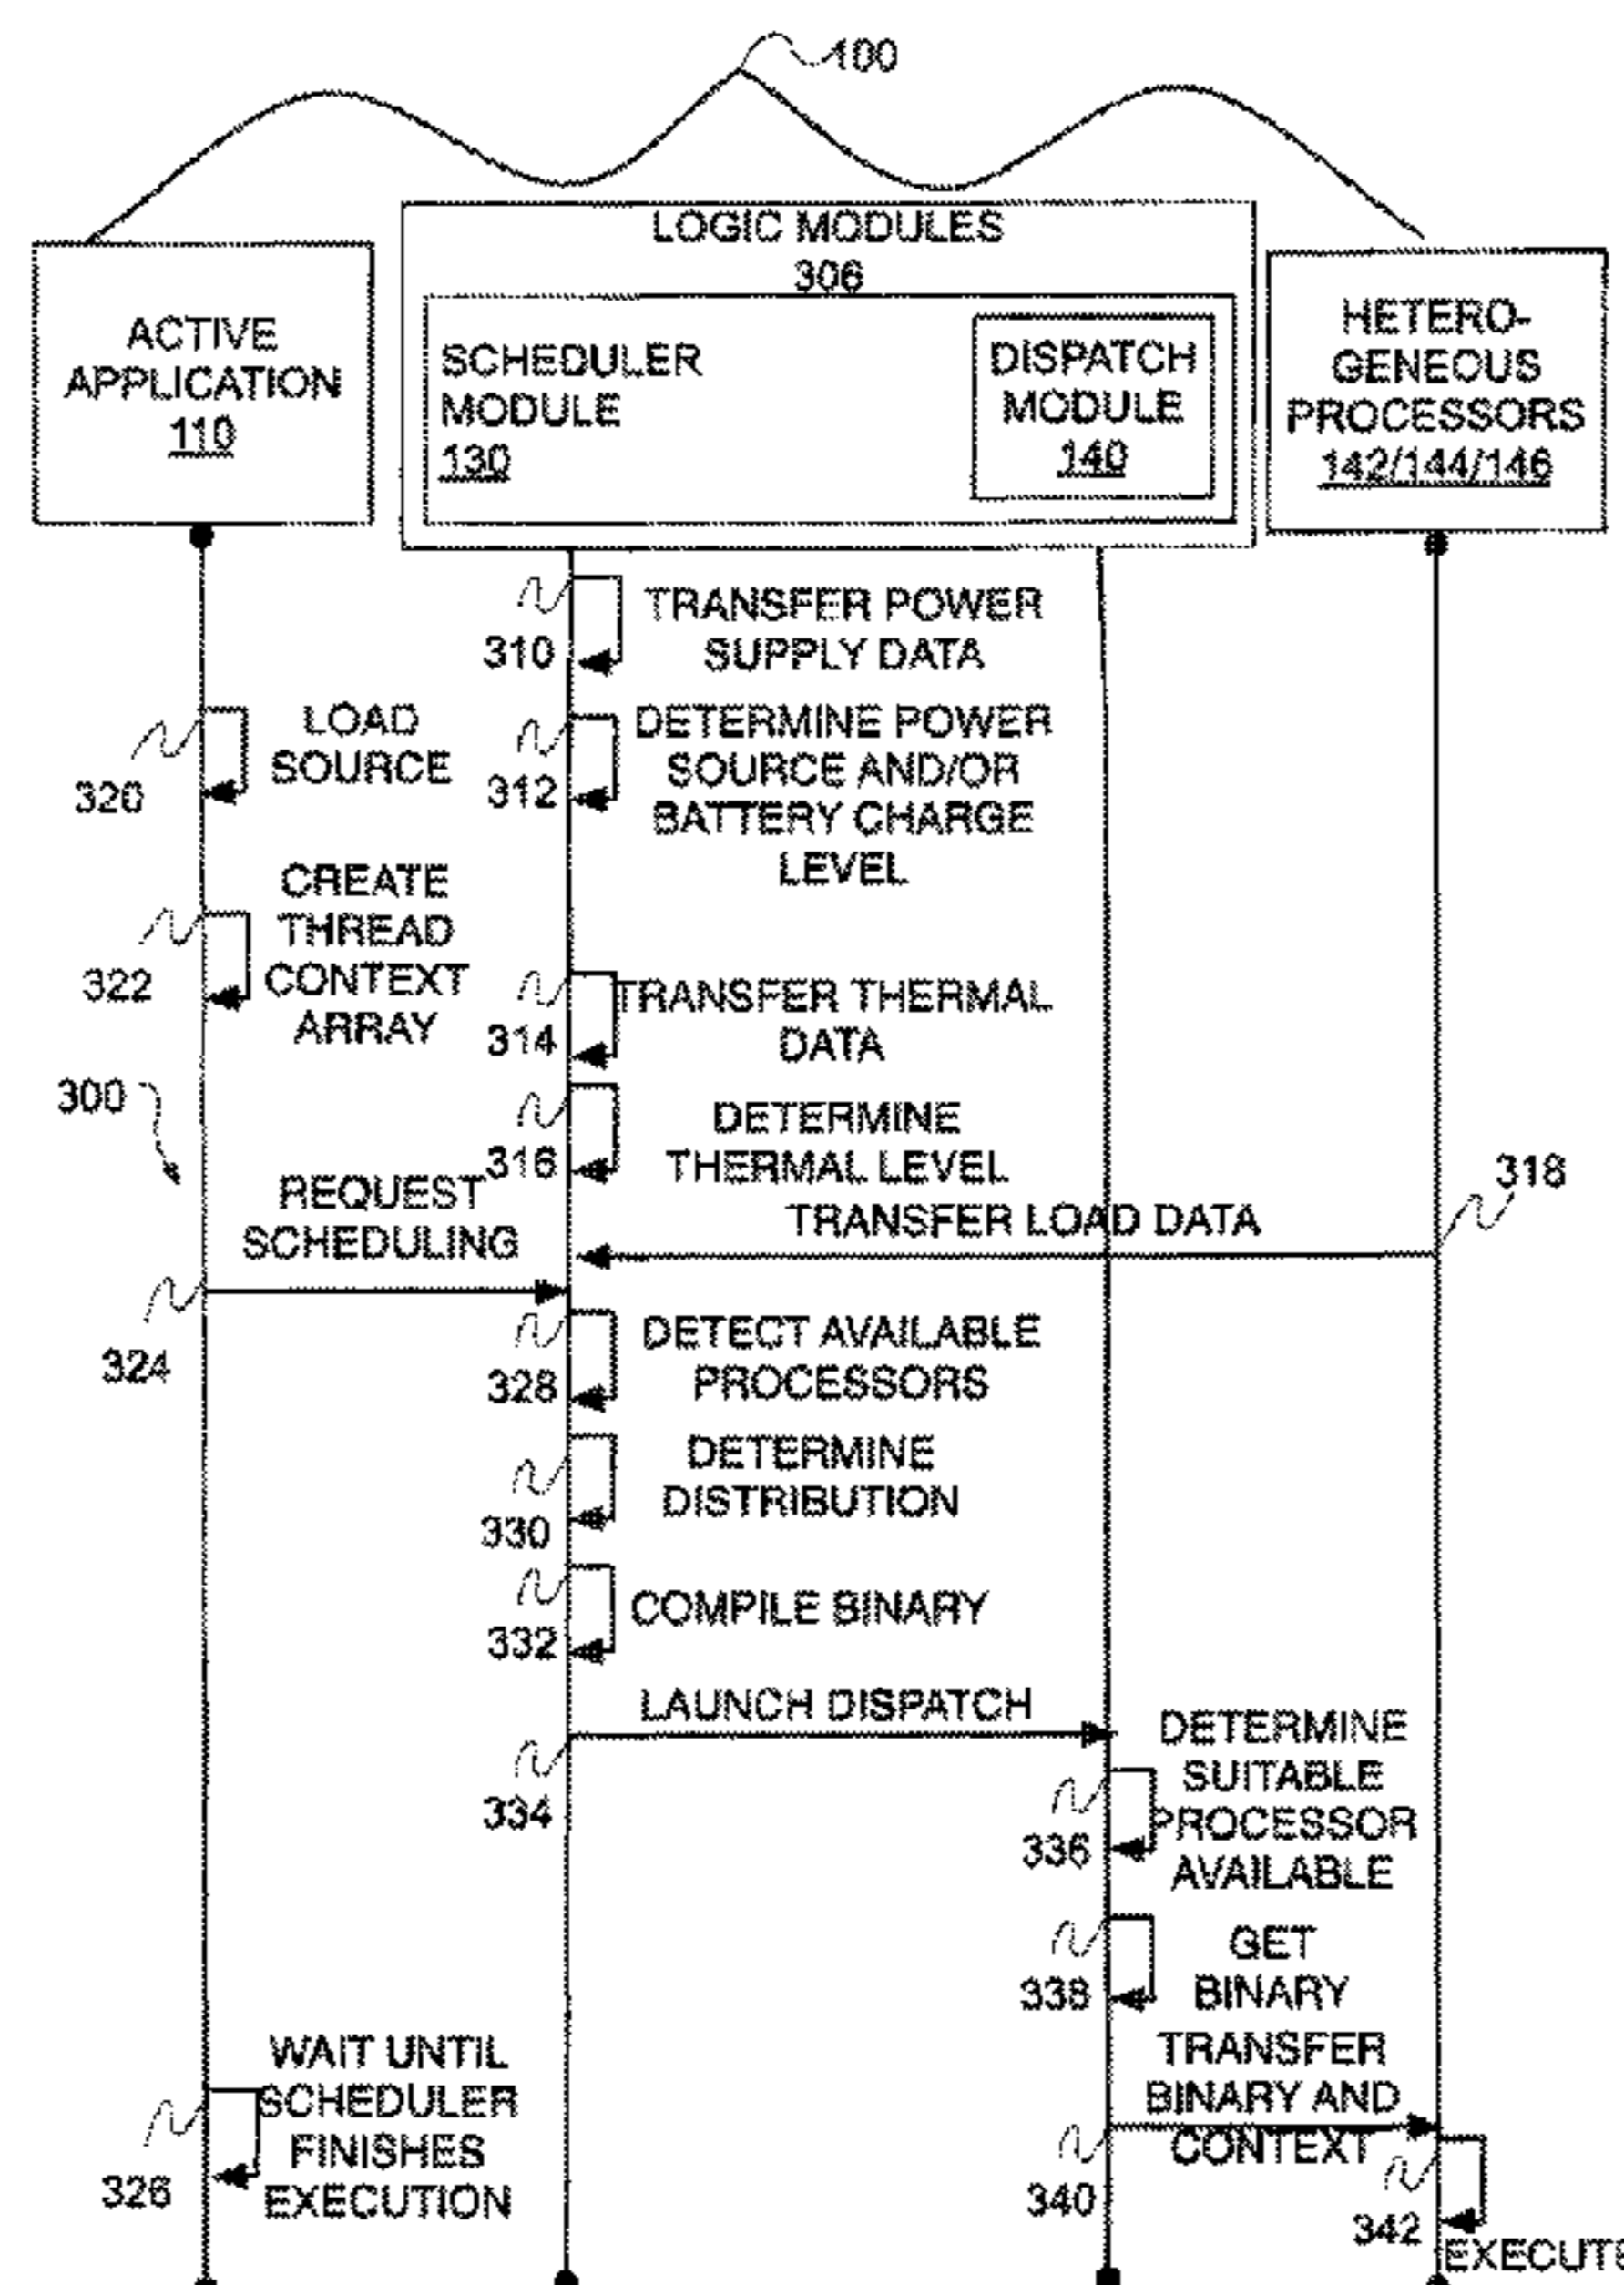 100
LOGIC MODULES
306
ACTIVE
APPLICATION
110
SCHEDULER
MODULE
130
DISPATCH
MODULE
140
HETERO-
GENEOUS
PROCESSORS
142/144/146
310
TRANSFER POWER
SUPPLY DATA
320
LOAD
SOURCE
312
DETERMINE POWER
SOURCE AND/OR
BATTERY CHARGE
LEVEL
322
CREATE
THREAD
CONTEXT
ARRAY
314
TRANSFER THERMAL
DATA
300
316
DETERMINE
THERMAL LEVEL
318
TRANSFER LOAD DATA
REQUEST
SCHEDULING
324
328
DETECT AVAILABLE
PROCESSORS
330
DETERMINE
DISTRIBUTION
332
COMPILE BINARY
LAUNCH DISPATCH
334
336
DETERMINE
SUITABLE
PROCESSOR
AVAILABLE
338
GET
BINARY
326
WAIT UNTIL
SCHEDULER
FINISHES
EXECUTION
TRANSFER
BINARY AND
CONTEXT
340
342
EXECUTE